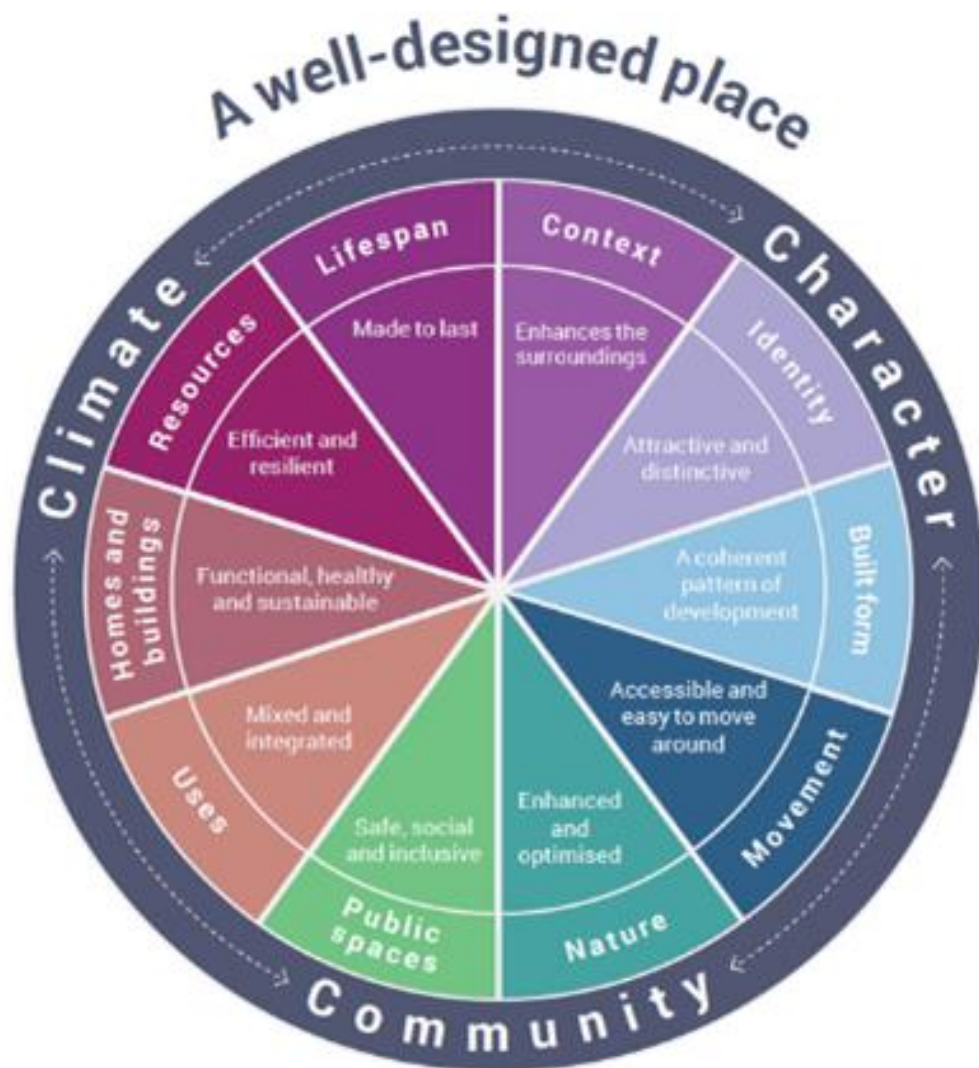 A well-designed place
Climate
Character
Community
Context
Enhances the
surroundings
Identity
Attractive and
distinctive
Built form
A coherent
pattern of
development
Movement
Accessible and
easy to move
around
Nature
Enhanced
and
optimised
Public
spaces
Safe, social
and inclusive
Uses
Mixed and
integrated
Homes and
buildings
Functional, healthy
and sustainable
Resources
Efficient and
resilient
Lifespan
Made to last